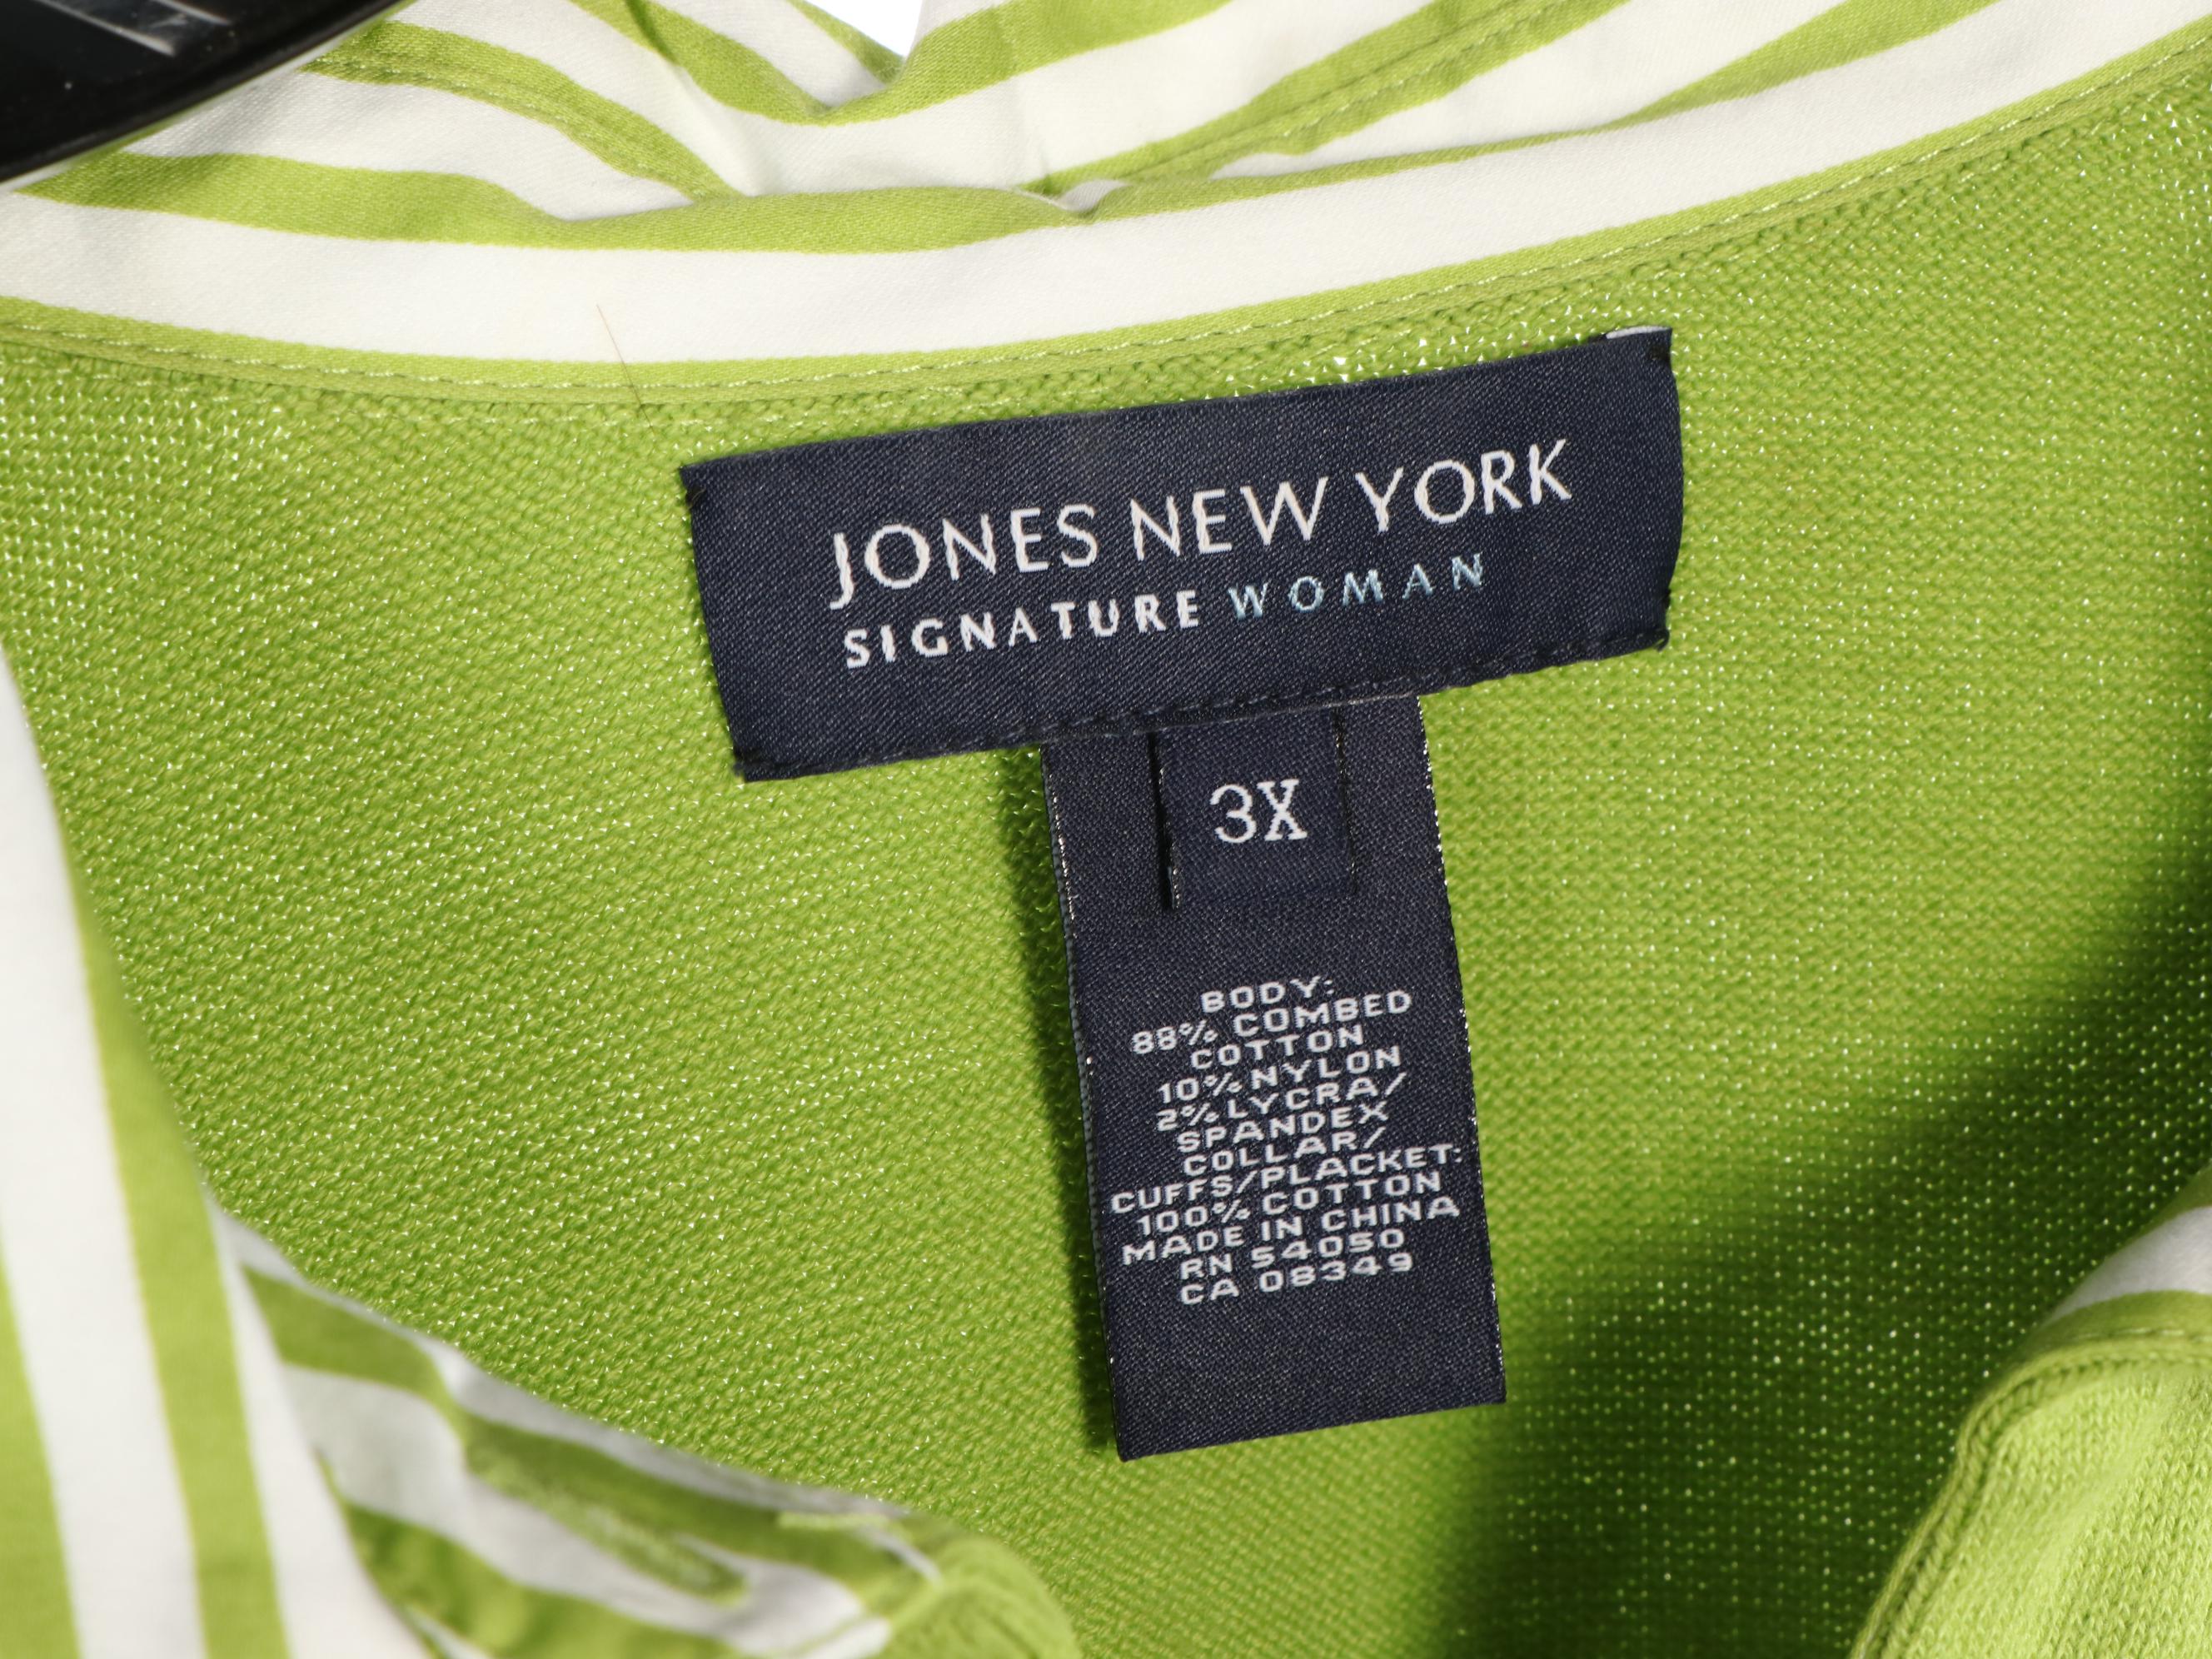 JONES NEW YORK
SIGNATURE WOMAN
3X
BODY:
88% COMBED
COTTON
10% NYLON
2% LYCRA/
SPANDEX
COLLAR/
CUFFS/PLACKET:
100% COTTON
MADE IN CHINA
RN 54050
CA 08349